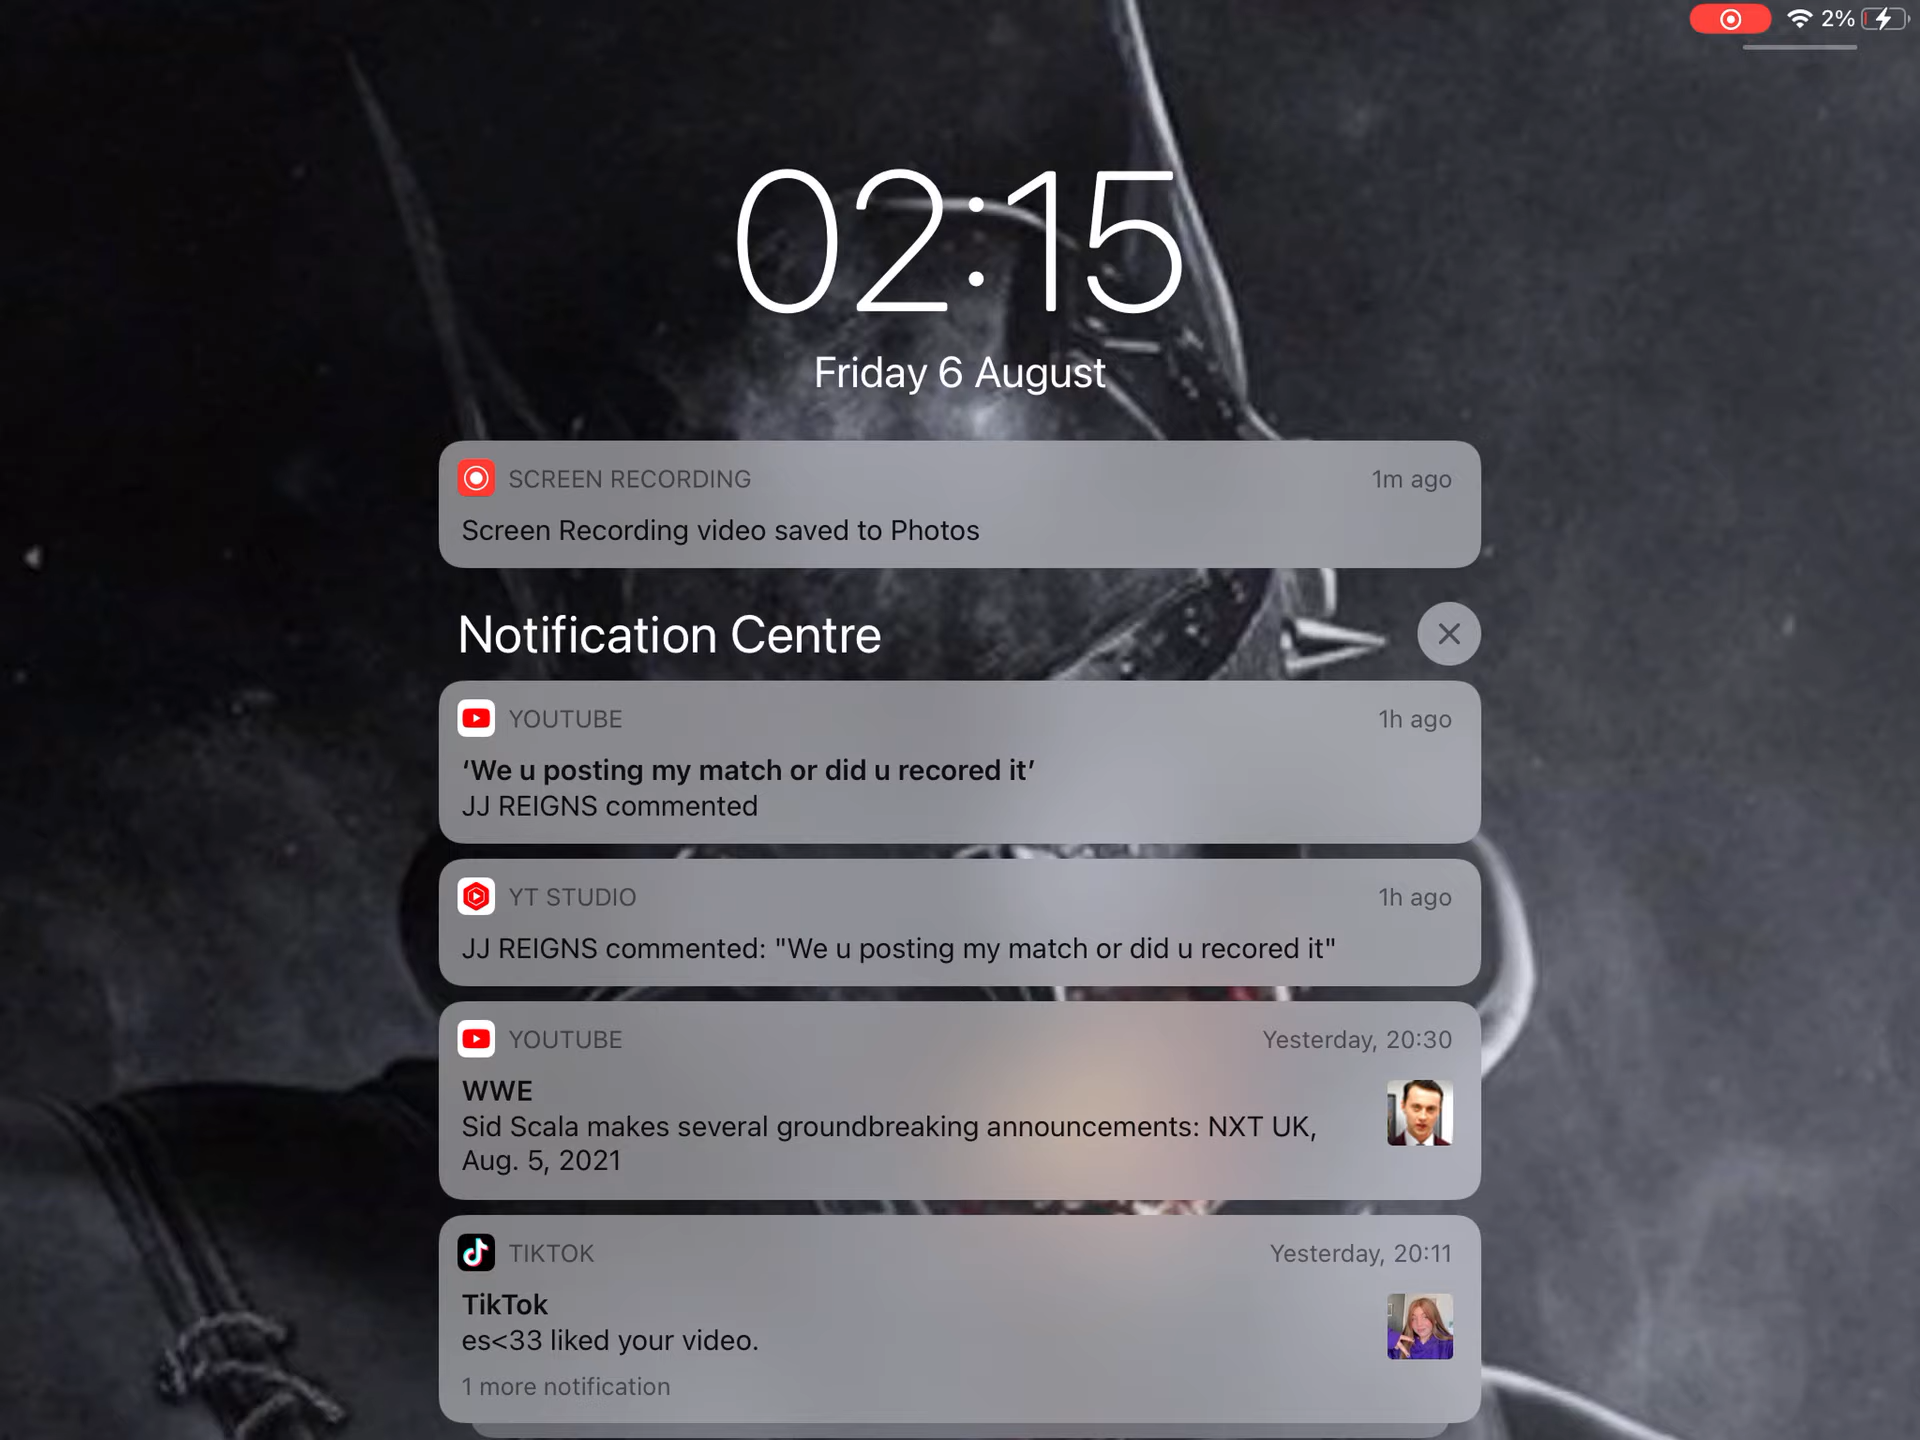 2%
02:15
Friday 6 August
SCREEN RECORDING
1m ago
Screen Recording video saved to Photos
Notification Centre
YOUTUBE
1h ago
‘We u posting my match or did u recored it’
JJ REIGNS commented
YT STUDIO
1h ago
JJ REIGNS commented: "We u posting my match or did u recored it"
YOUTUBE
Yesterday, 20:30
WWE
Sid Scala makes several groundbreaking announcements: NXT UK,
Aug. 5, 2021
TIKTOK
Yesterday, 20:11
TikTok
es<33 liked your video.
1 more notification